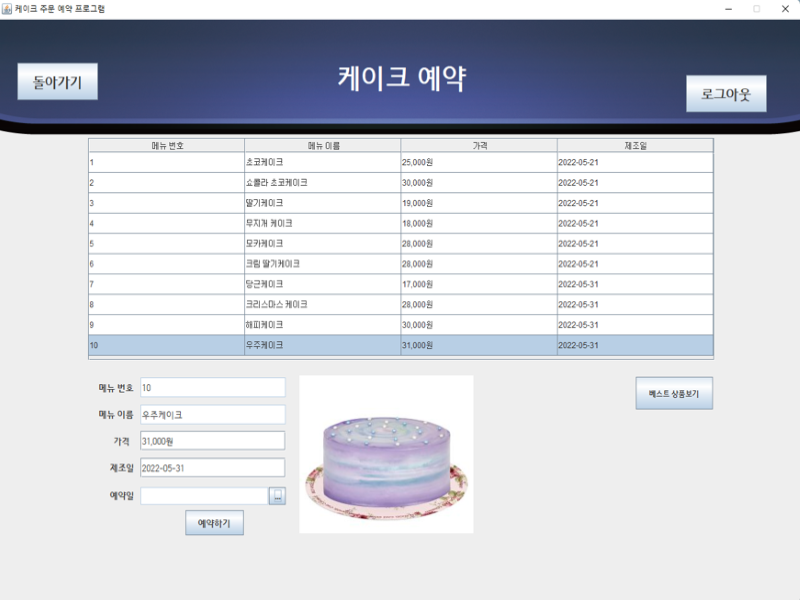 케이크 주문 예약 프로그램
돌아가기
케이크 예약
로그아웃
메뉴 번호 메뉴 이름 가격 제조일
1 초코케이크 25,000원 2022-05-21
2 쇼콜라 초코케이크 30,000원 2022-05-21
3 딸기케이크 19,000원 2022-05-21
4 무지개 케이크 18,000원 2022-05-21
5 모카케이크 28,000원 2022-05-21
6 크림 딸기케이크 28,000원 2022-05-21
7 당근케이크 17,000원 2022-05-31
8 크리스마스 케이크 28,000원 2022-05-31
9 해피케이크 30,000원 2022-05-31
10 우주케이크 31,000원 2022-05-31
메뉴 번호 10
베스트 상품보기
메뉴 이름 우주케이크
가격 31,000원
제조일 2022-05-31
예약일
예약하기